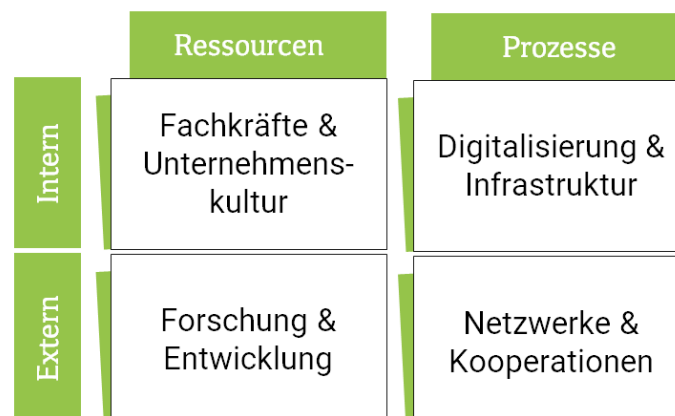 Ressourcen
Prozesse
Intern
Fachkräfte &
Unternehmens-
kultur
Digitalisierung &
Infrastruktur
Extern
Forschung &
Entwicklung
Netzwerke &
Kooperationen